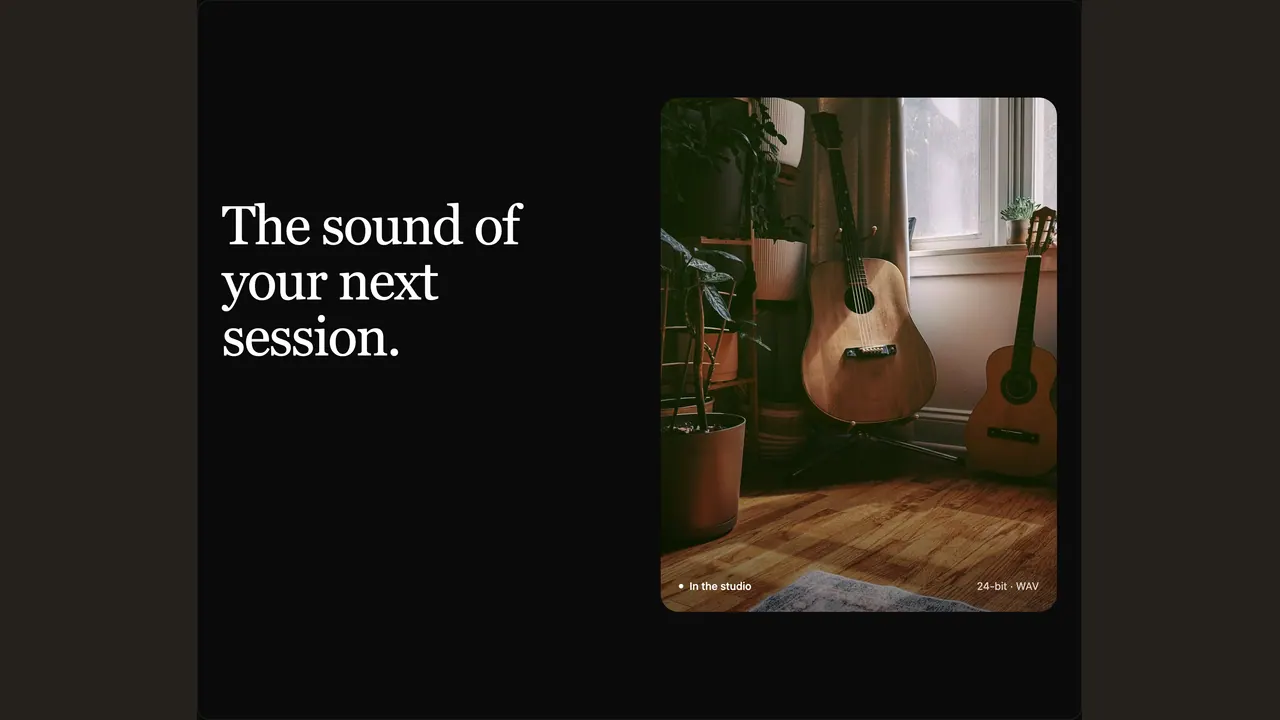 The sound of
your next
session.
In the studio
24-bit · WAV